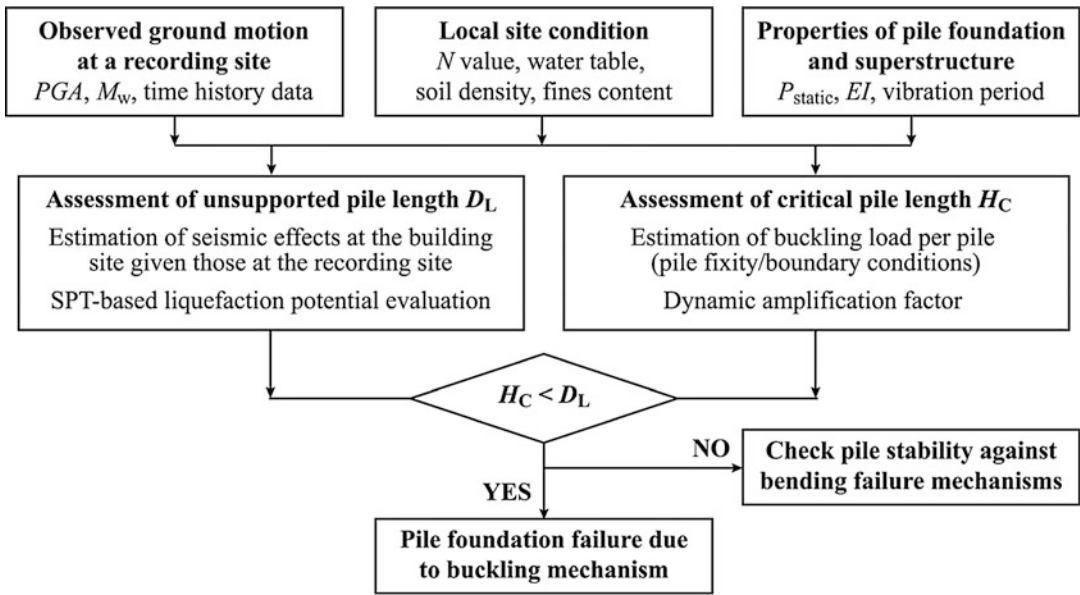 Observed ground motion
at a recording site
PGA, Mw, time history data
Local site condition
N value, water table,
soil density, fines content
Properties of pile foundation
and superstructure
Pstatic, EI, vibration period
Assessment of unsupported pile length DL
Estimation of seismic effects at the building
site given those at the recording site
SPT-based liquefaction potential evaluation
Assessment of critical pile length HC
Estimation of buckling load per pile
(pile fixity/boundary conditions)
Dynamic amplification factor
HC < DL
NO
Check pile stability against
bending failure mechanisms
YES
Pile foundation failure due
to buckling mechanism